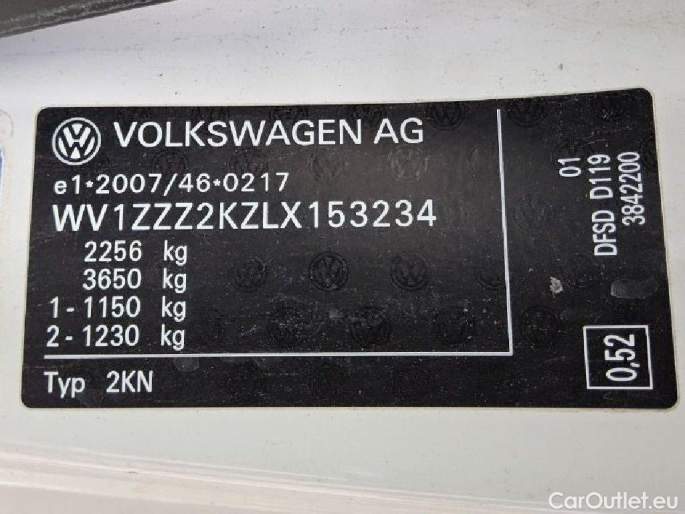 VOLKSWAGEN AG
e1*2007/46*0217
WV1ZZZ2KZLX153234
2256 kg
3650 kg
1 - 1150 kg
2 - 1230 kg
Typ 2KN
01
DFSD D119
3842200
0,52
CarOutlet.eu